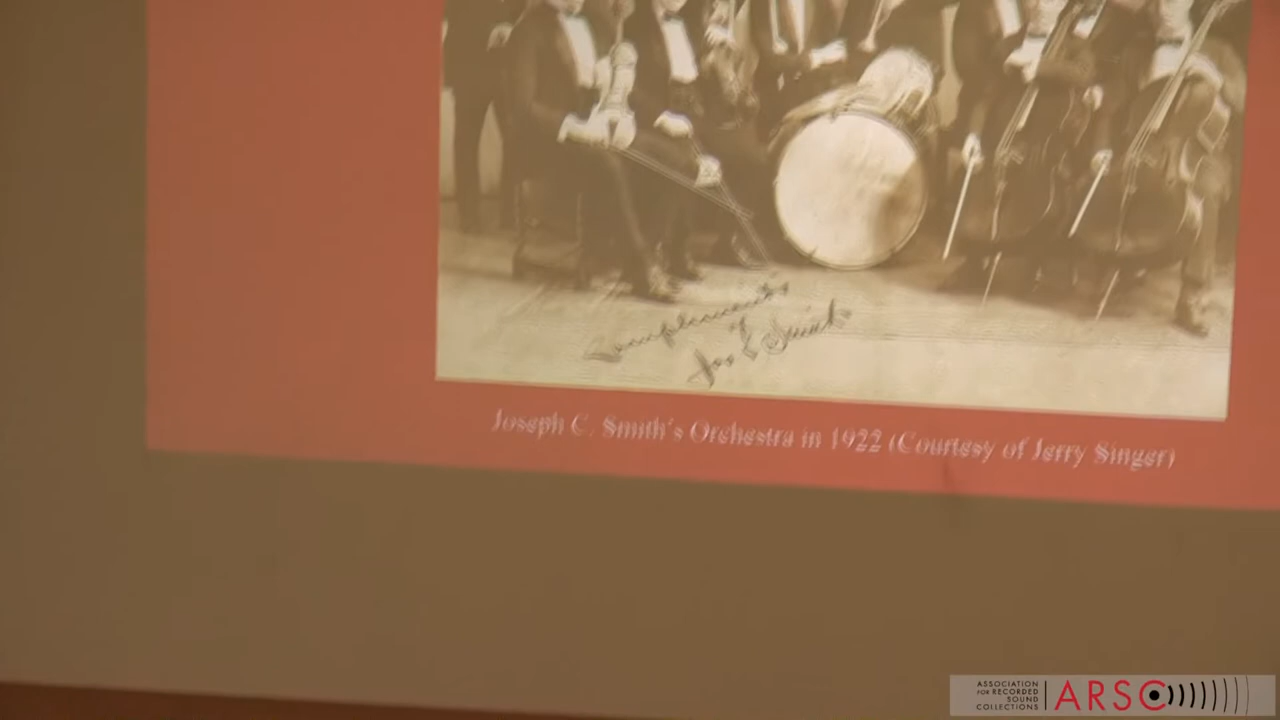 Compliments
of
Jos C Smith
Joseph C. Smith's Orchestra in 1922 (Courtesy of Jerry Singer)
ASSOCIATION
FOR RECORDED
SOUND
COLLECTIONS
ARSC